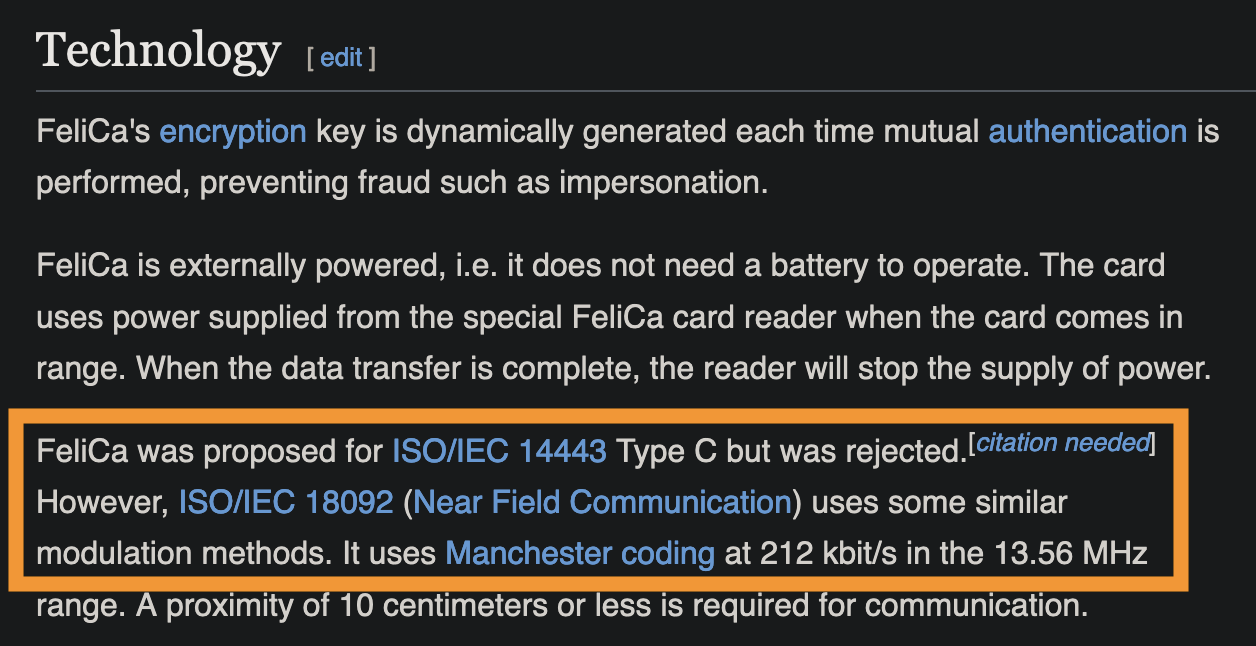 Technology [ edit ]
FeliCa's encryption key is dynamically generated each time mutual authentication is
performed, preventing fraud such as impersonation.
FeliCa is externally powered, i.e. it does not need a battery to operate. The card
uses power supplied from the special FeliCa card reader when the card comes in
range. When the data transfer is complete, the reader will stop the supply of power.
FeliCa was proposed for ISO/IEC 14443 Type C but was rejected.[citation needed]
However, ISO/IEC 18092 (Near Field Communication) uses some similar
modulation methods. It uses Manchester coding at 212 kbit/s in the 13.56 MHz
range. A proximity of 10 centimeters or less is required for communication.